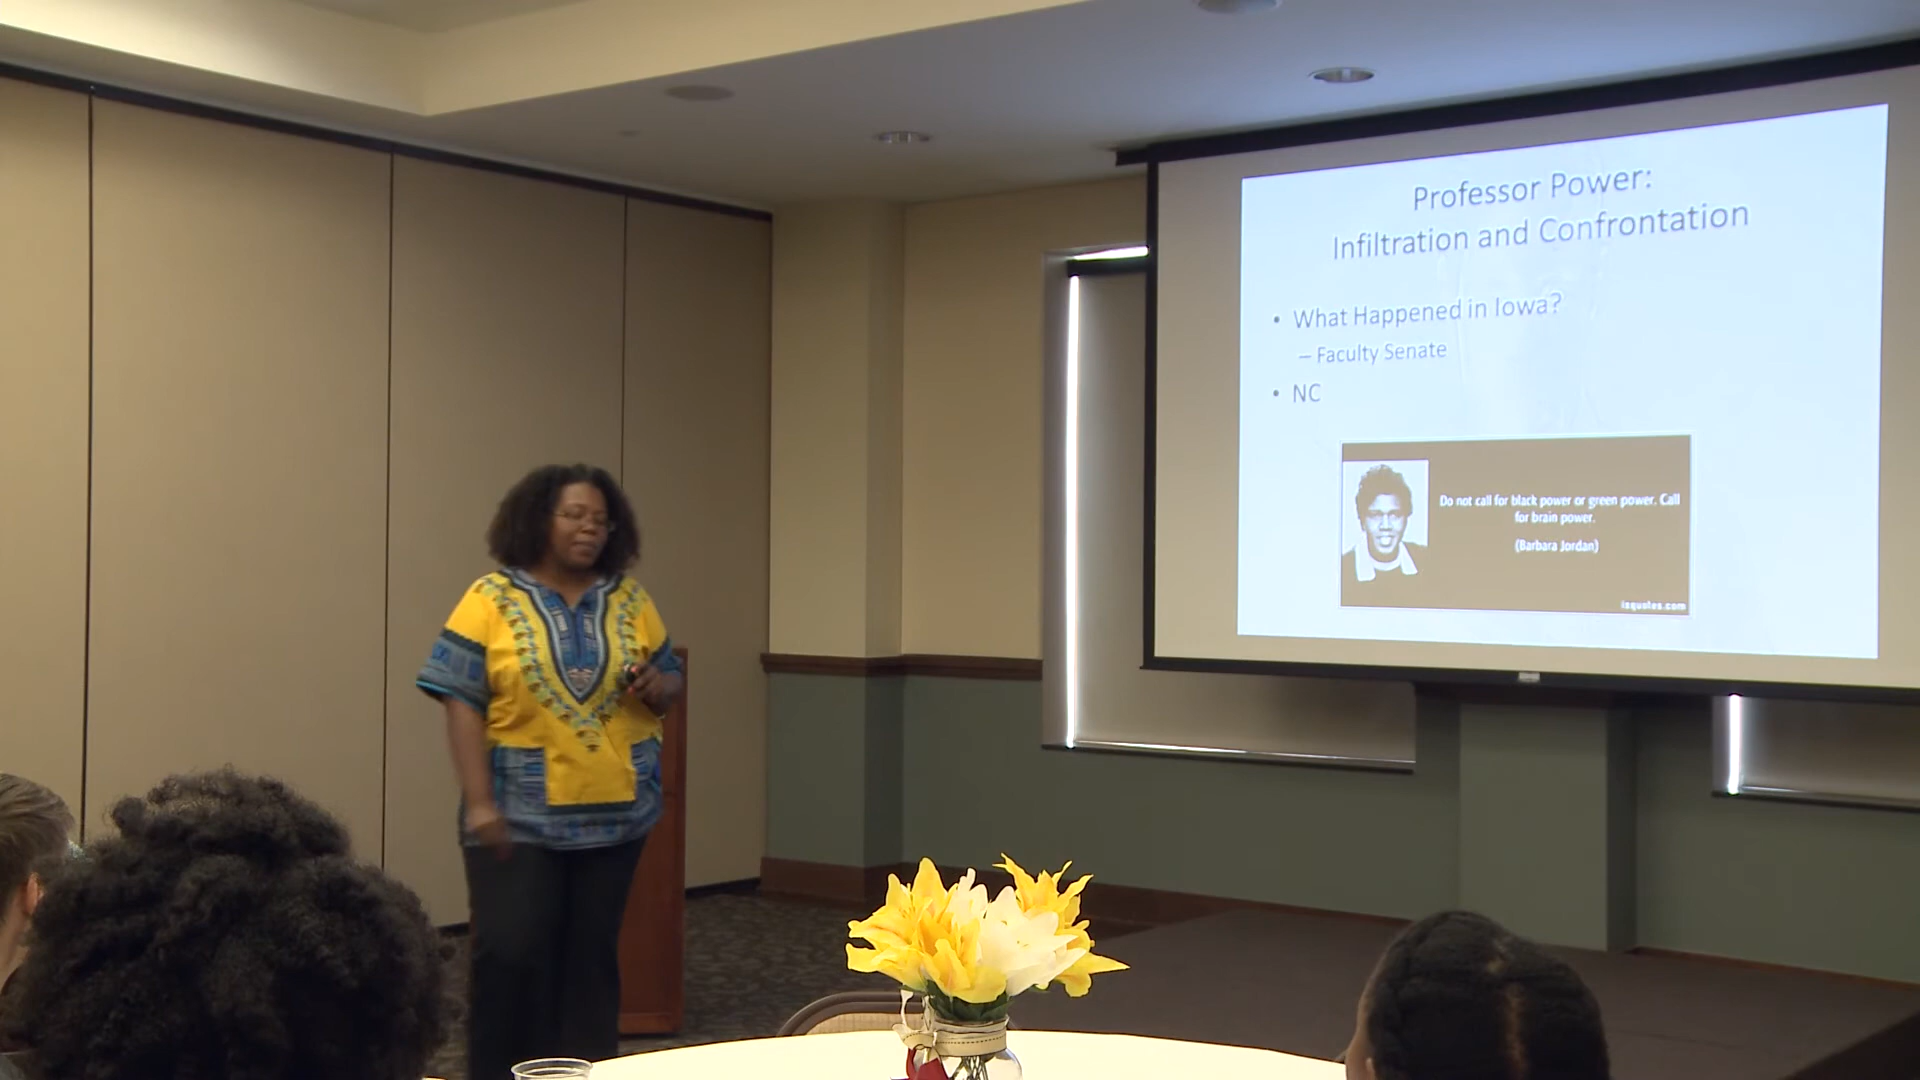 Professor Power:
Infiltration and Confrontation
• What Happened in Iowa?
– Faculty Senate
• NC
Do not call for black power or green power. Call
for brain power.
(Barbara Jordan)
izquotes.com